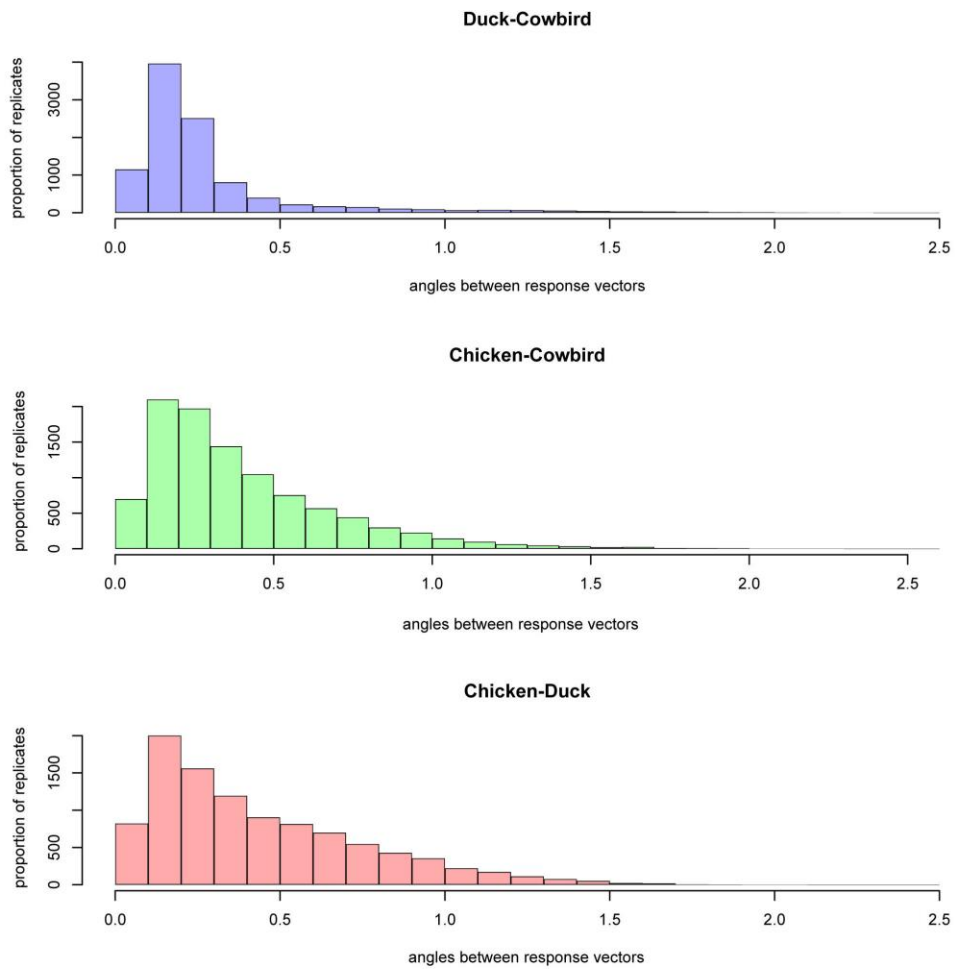 Duck-Cowbird
proportion of replicates
3000
1000
0
0.0 0.5 1.0 1.5 2.0 2.5
angles between response vectors
Chicken-Cowbird
proportion of replicates
1500
500
0
0.0 0.5 1.0 1.5 2.0 2.5
angles between response vectors
Chicken-Duck
proportion of replicates
1500
500
0
0.0 0.5 1.0 1.5 2.0 2.5
angles between response vectors